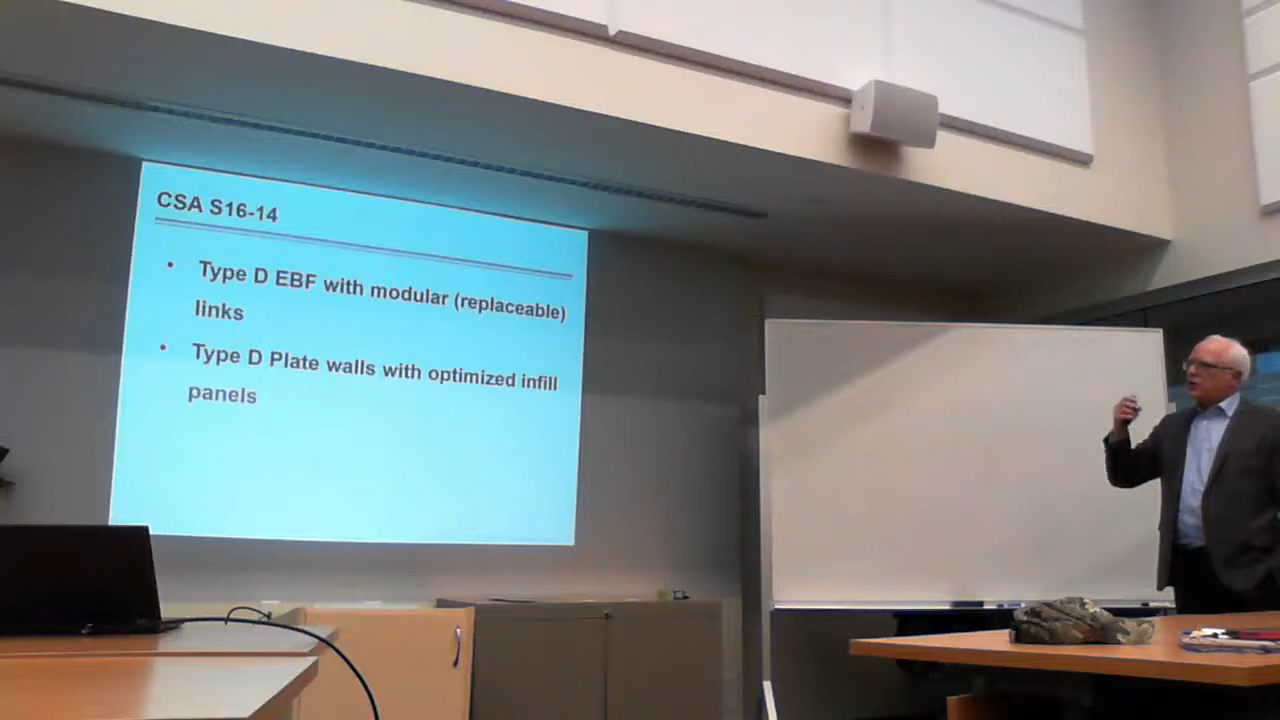 CSA S16-14
• Type D EBF with modular (replaceable)
links
• Type D Plate walls with optimized infill
panels